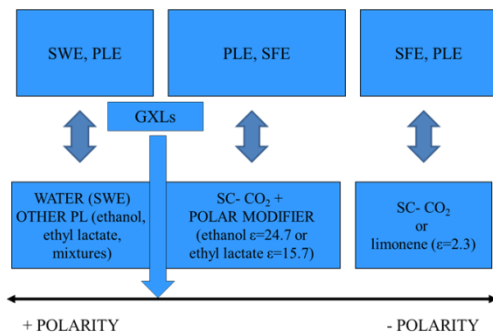 SWE, PLE
PLE, SFE
SFE, PLE
GXLs
WATER (SWE)
OTHER PL (ethanol,
ethyl lactate,
mixtures)
SC- CO₂ +
POLAR MODIFIER
(ethanol ε=24.7 or
ethyl lactate ε=15.7)
SC- CO₂
or
limonene (ε=2.3)
+ POLARITY
- POLARITY